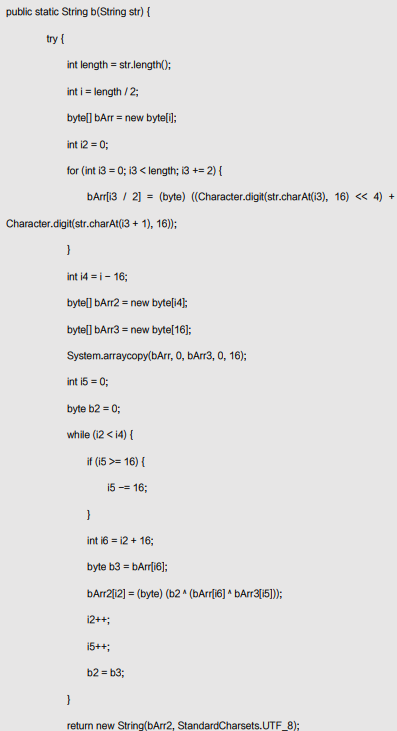 public static String b(String str) {
try {
int length = str.length();
int i = length / 2;
byte[] bArr = new byte[i];
int i2 = 0;
for (int i3 = 0; i3 < length; i3 += 2) {
bArr[i3 / 2] = (byte) ((Character.digit(str.charAt(i3), 16) << 4) +
Character.digit(str.charAt(i3 + 1), 16));
}
int i4 = i – 16;
byte[] bArr2 = new byte[i4];
byte[] bArr3 = new byte[16];
System.arraycopy(bArr, 0, bArr3, 0, 16);
int i5 = 0;
byte b2 = 0;
while (i2 < i4) {
if (i5 >= 16) {
i5 –= 16;
}
int i6 = i2 + 16;
byte b3 = bArr[i6];
bArr2[i2] = (byte) (b2 ^ (bArr[i6] ^ bArr3[i5]));
i2++;
i5++;
b2 = b3;
}
return new String(bArr2, StandardCharsets.UTF_8);